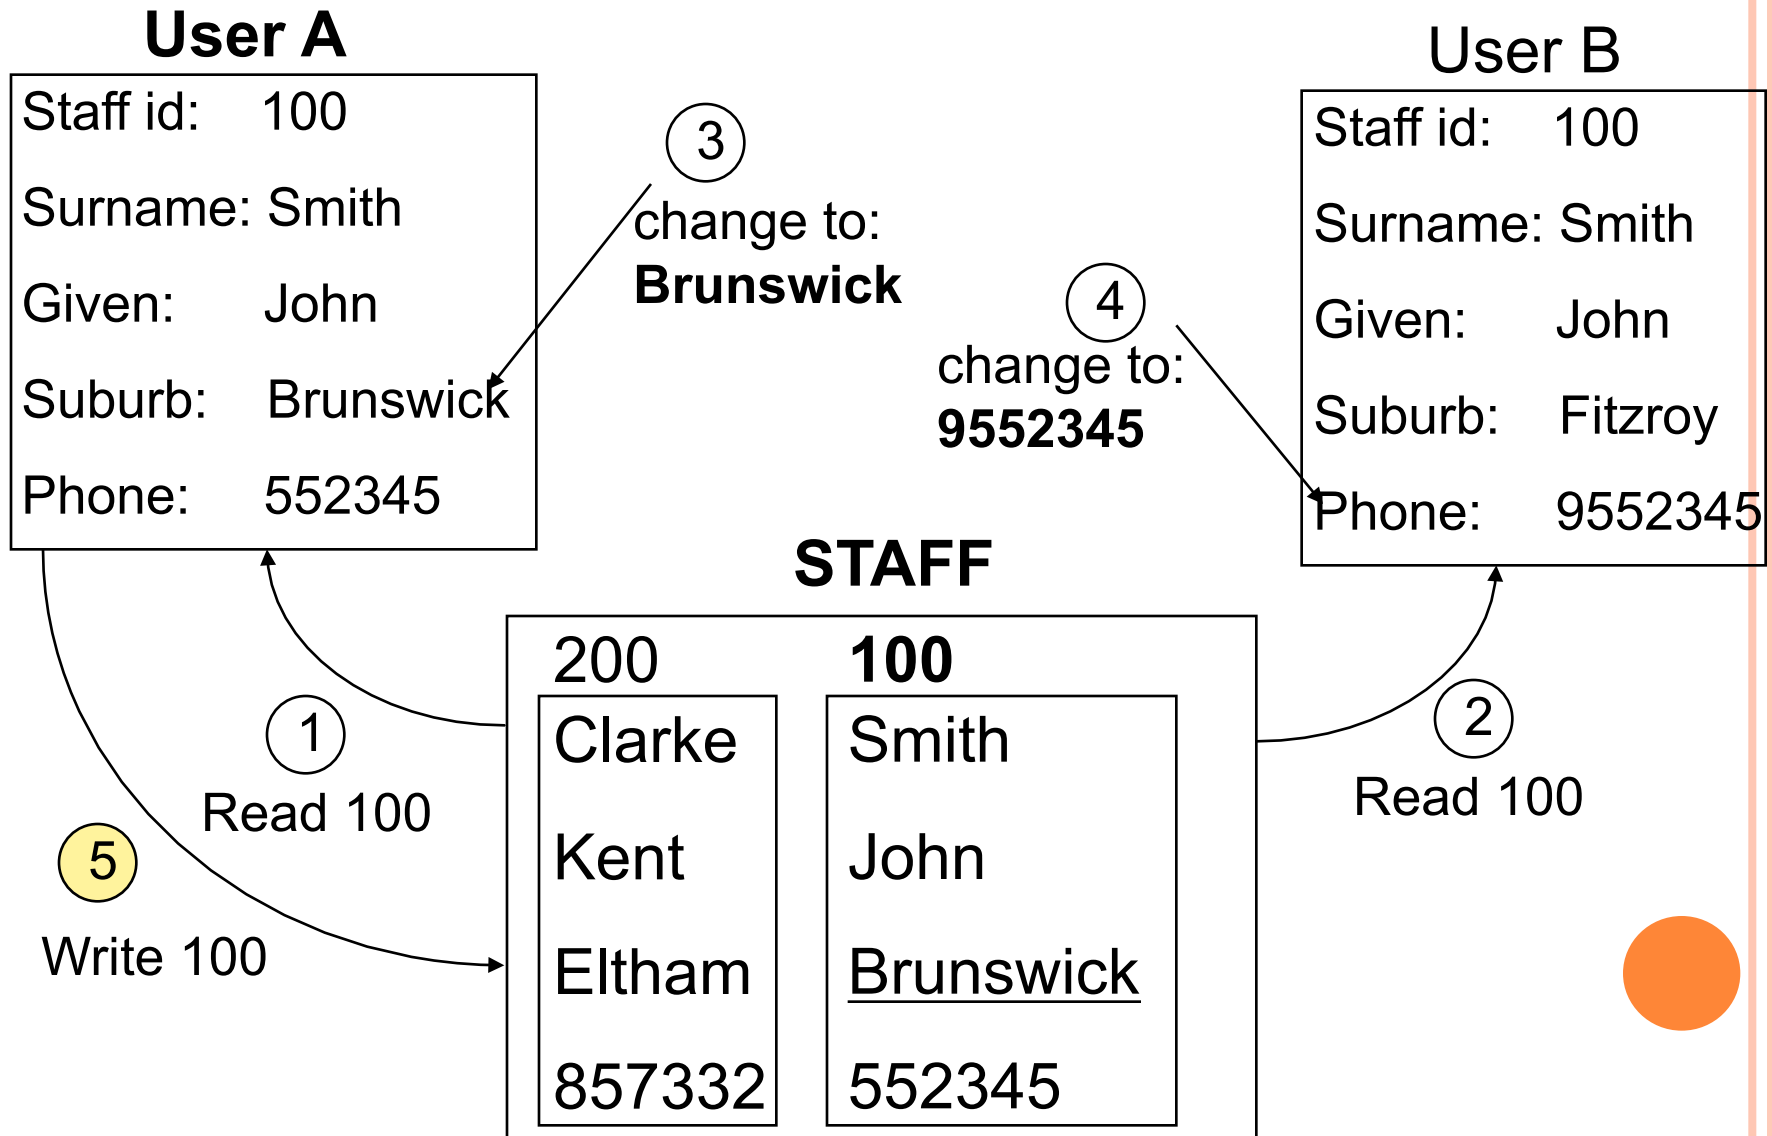 User A
Staff id: 100
Surname: Smith
Given: John
Suburb: Brunswick
Phone: 552345
3
change to:
Brunswick
4
change to:
9552345
User B
Staff id: 100
Surname: Smith
Given: John
Suburb: Fitzroy
Phone: 9552345
STAFF
200
Clarke
Kent
Eltham
857332
100
Smith
John
Brunswick
552345
1
Read 100
2
Read 100
5
Write 100